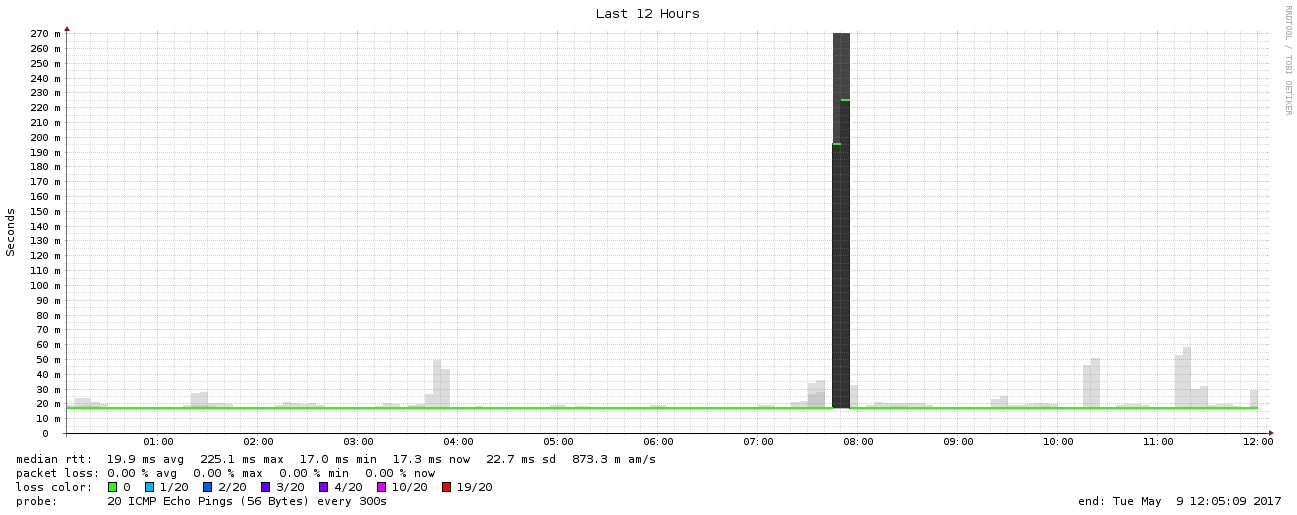 Last 12 Hours
RRDTOOL / TOBI OETIKER
Seconds
270 m
260 m
250 m
240 m
230 m
220 m
210 m
200 m
190 m
180 m
170 m
160 m
150 m
140 m
130 m
120 m
110 m
100 m
90 m
80 m
70 m
60 m
50 m
40 m
30 m
20 m
10 m
0
01:00 02:00 03:00 04:00 05:00 06:00 07:00 08:00 09:00 10:00 11:00 12:00
median rtt: 19.9 ms avg 225.1 ms max 17.0 ms min 17.3 ms now 22.7 ms sd 873.3 m am/s
packet loss: 0.00 % avg 0.00 % max 0.00 % min 0.00 % now
loss color: 0 1/20 2/20 3/20 4/20 10/20 19/20
probe: 20 ICMP Echo Pings (56 Bytes) every 300s end: Tue May 9 12:05:09 2017